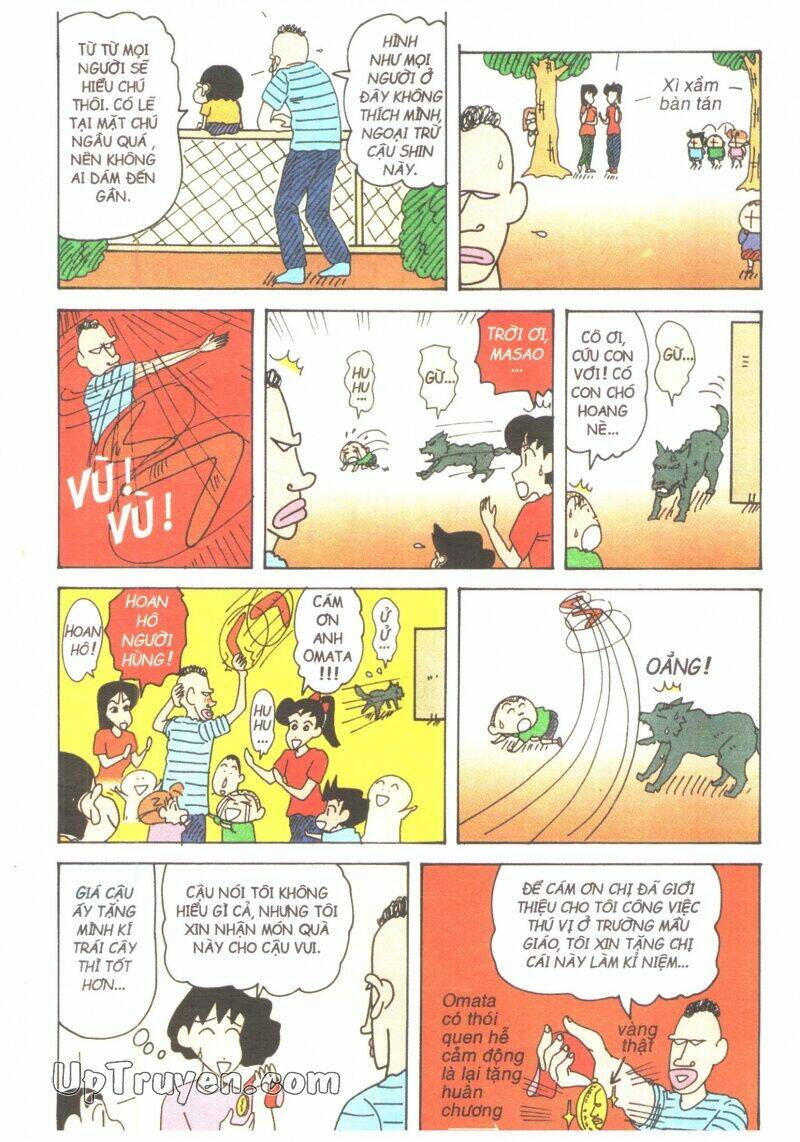 HÌNH
NHƯ MỌI
NGƯỜI Ở
ĐÂY KHÔNG
THÍCH MÌNH,
NGOẠI TRỪ
CẬU SHIN
NÀY.
TỪ TỪ MỌI
NGƯỜI SẼ
HIỂU CHÚ
THÔI. CÓ LẼ
TẠI MẶT CHÚ
NGẦU QUÁ,
NÊN KHÔNG
AI DÁM ĐẾN
GẦN.
Xì xầm
bàn tán
VÙ!
VÙ!
TRỜI ƠI,
MASAO
...
GỪ...
HU
HU...
CÔ ƠI,
CỨU CON
VỚI! CÓ
CON CHÓ
HOANG
NÈ...
GỪ...
HOAN
HÔ!
HOAN
HÔ
NGƯỜI
HÙNG!
CÁM
ƠN
ANH
OMATA
!!!
Ử
Ử...
HU
HU
...
OẲNG!
GIÁ CẬU
ẤY TẶNG
MÌNH KÍ
TRÁI CÂY
THÌ TỐT
HƠN...
CẬU NÓI TÔI KHÔNG
HIỂU GÌ CẢ, NHƯNG TÔI
XIN NHẬN MÓN QUÀ
NÀY CHO CẬU VUI.
ĐỂ CÁM ƠN CHỊ ĐÃ GIỚI
THIỆU CHO TÔI CÔNG VIỆC
THÚ VỊ Ở TRƯỜNG MẪU
GIÁO, TÔI XIN TẶNG CHỊ
CÁI NÀY LÀM KỈ NIỆM...
Omata
có thói
quen hễ
cảm động
là lại tặng
huân
chương
vàng
thật
UpTruyen.com